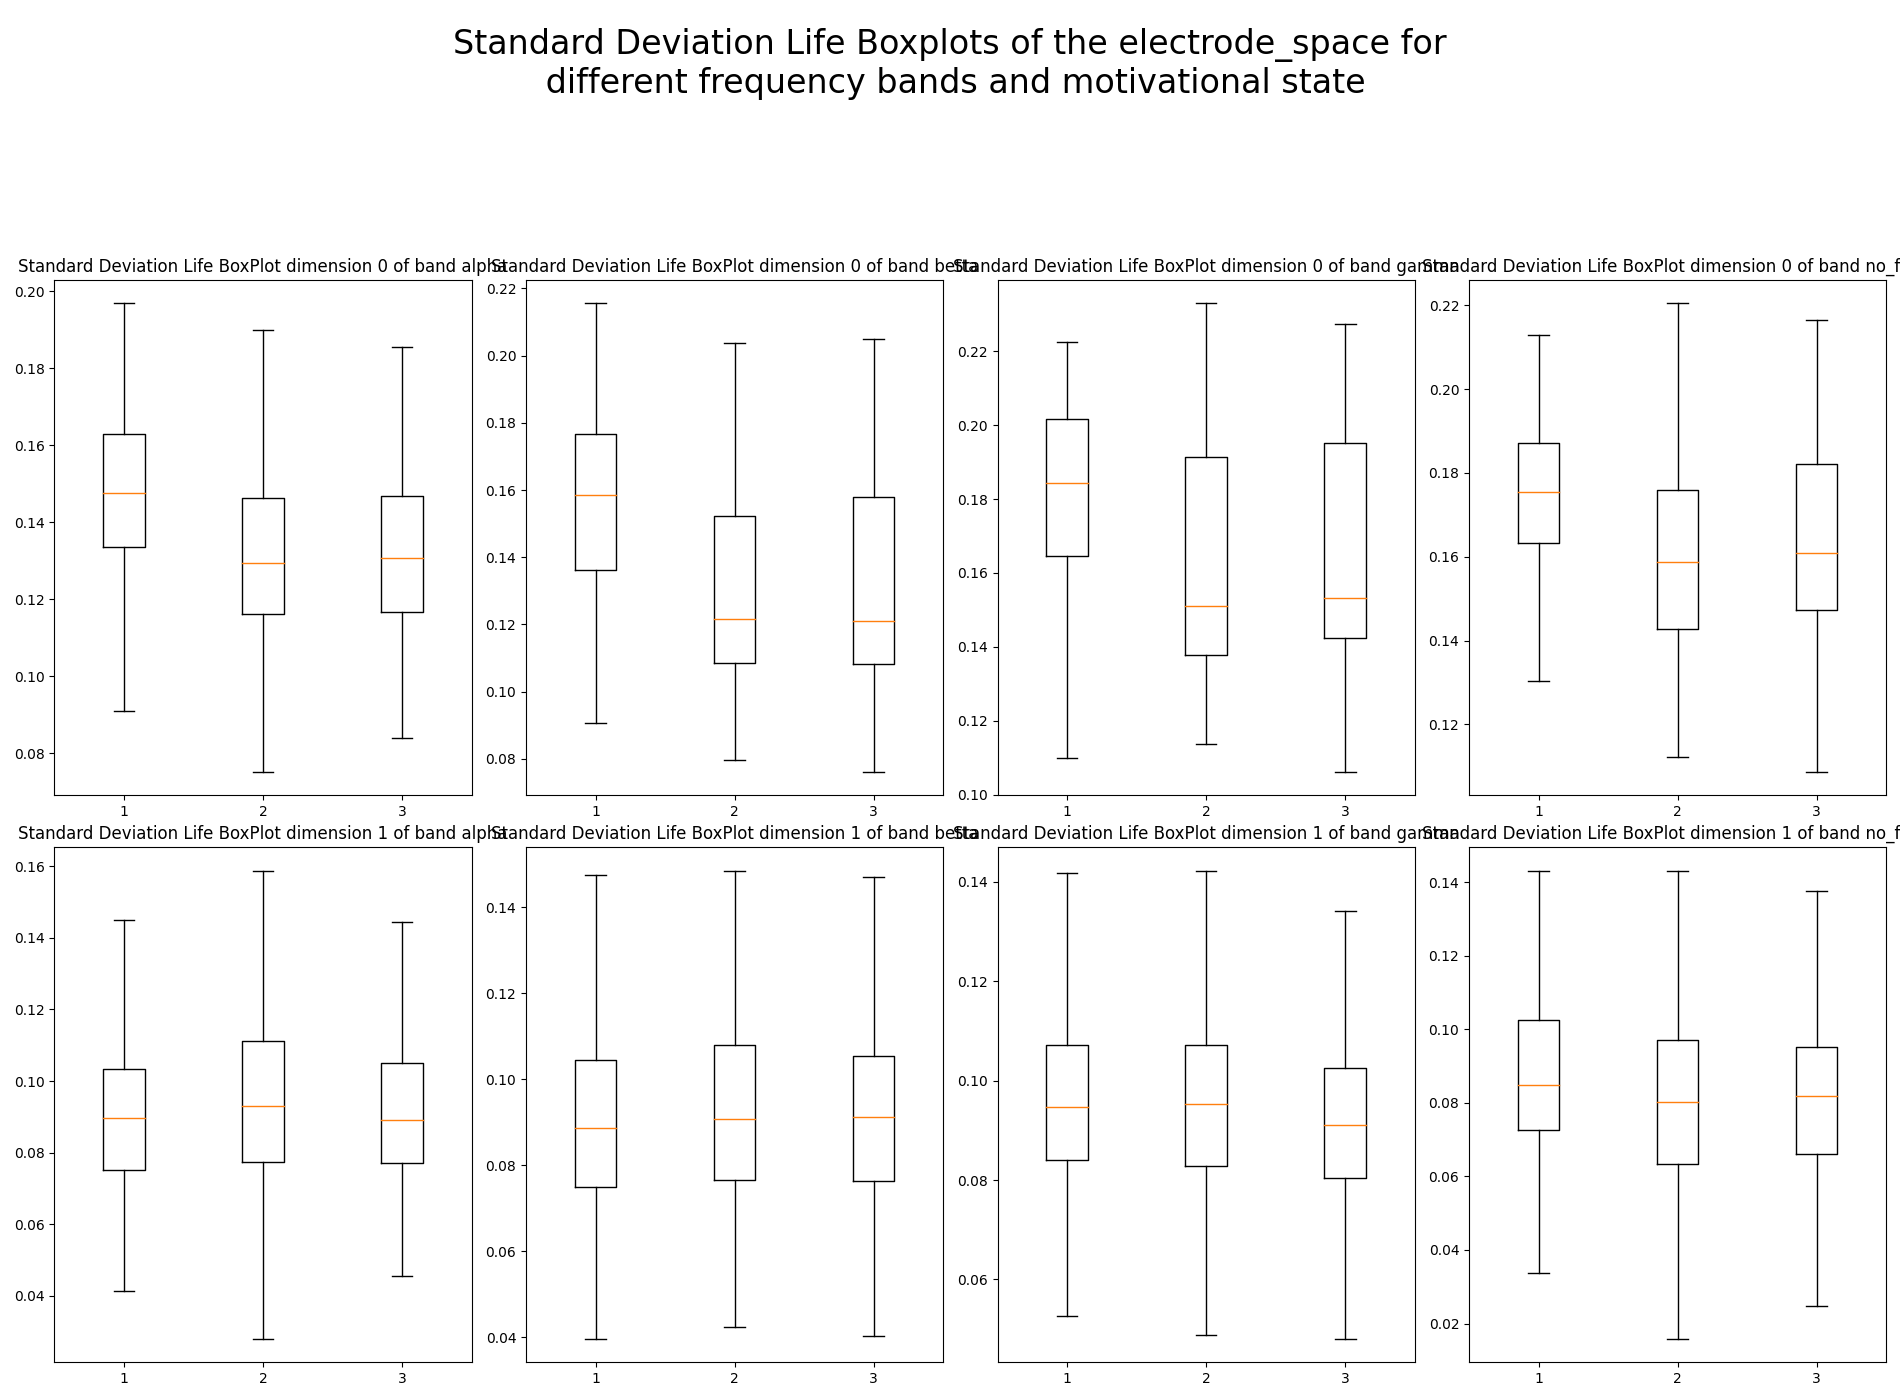 Standard Deviation Life Boxplots of the electrode_space for
different frequency bands and motivational state
Standard Deviation Life BoxPlot dimension 0 of band alpha
Standard Deviation Life BoxPlot dimension 0 of band beta
Standard Deviation Life BoxPlot dimension 0 of band gamma
Standard Deviation Life BoxPlot dimension 0 of band no_f
0.20
0.18
0.16
0.14
0.12
0.10
0.08
1 2 3
0.22
0.20
0.18
0.16
0.14
0.12
0.10
0.08
1 2 3
0.22
0.20
0.18
0.16
0.14
0.12
0.10
1 2 3
0.22
0.20
0.18
0.16
0.14
0.12
1 2 3
Standard Deviation Life BoxPlot dimension 1 of band alpha
Standard Deviation Life BoxPlot dimension 1 of band beta
Standard Deviation Life BoxPlot dimension 1 of band gamma
Standard Deviation Life BoxPlot dimension 1 of band no_f
0.16
0.14
0.12
0.10
0.08
0.06
0.04
1 2 3
0.14
0.12
0.10
0.08
0.06
0.04
1 2 3
0.14
0.12
0.10
0.08
0.06
1 2 3
0.14
0.12
0.10
0.08
0.06
0.04
0.02
1 2 3